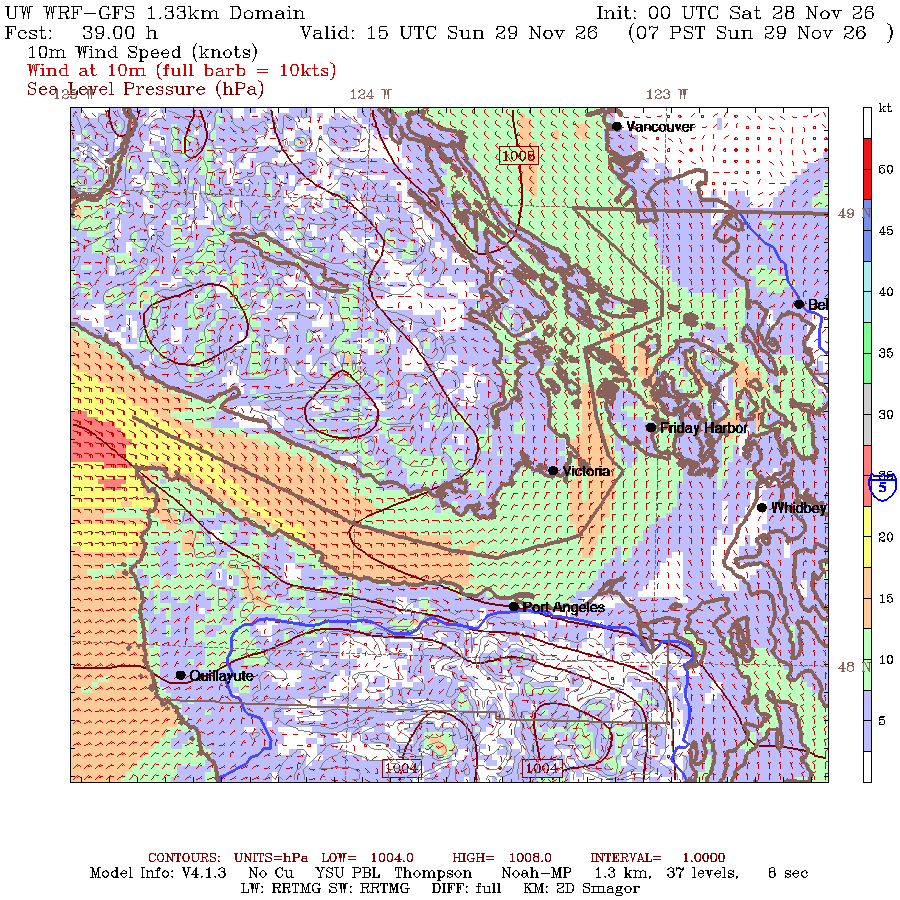 UW WRF-GFS 1.33km Domain Init: 00 UTC Sat 28 Nov 26
Fcst: 39.00 h Valid: 15 UTC Sun 29 Nov 26 (07 PST Sun 29 Nov 26 )
10m Wind Speed (knots)
Wind at 10m (full barb = 10kts)
Sea Level Pressure (hPa)
125 W 124 W 123 W
kt
Vancouver
1008
60
49 N
45
Bel
40
35
30
Friday Harbor
Victoria
25
5
Whidbey
20
Port Angeles
15
10
48 N
Quillayute
5
1004 1004
CONTOURS: UNITS=hPa LOW= 1004.0 HIGH= 1008.0 INTERVAL= 1.0000
Model Info: V4.1.3 No Cu YSU PBL Thompson Noah-MP 1.3 km, 37 levels, 8 sec
LW: RRTMG SW: RRTMG DIFF: full KM: 2D Smagor